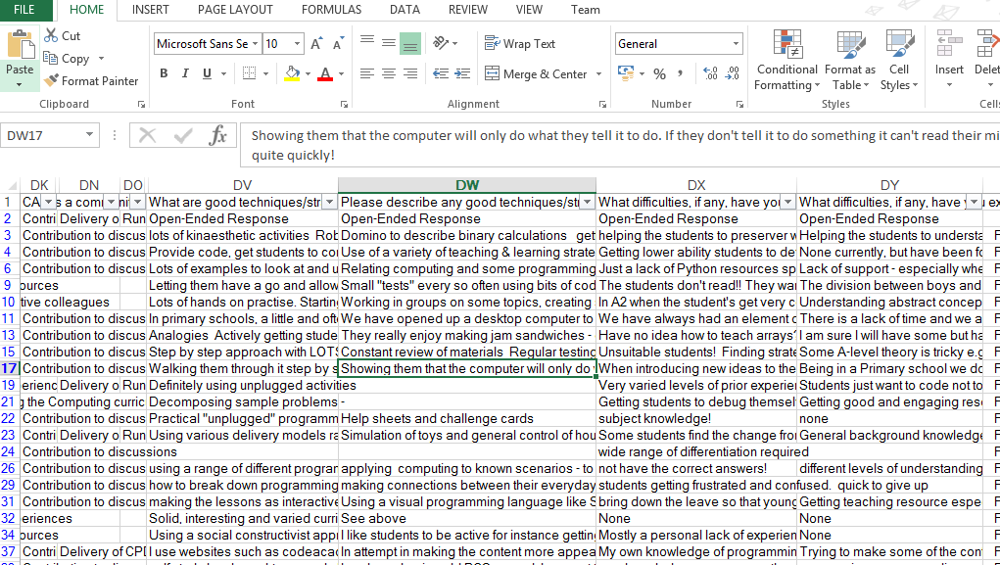 FILE HOME INSERT PAGE LAYOUT FORMULAS DATA REVIEW VIEW Team
Cut
Copy
Format Painter
Paste
Clipboard
Microsoft Sans Se 10 A A
B I U A
Font
Wrap Text
Merge & Center
Alignment
General
% , .0 .00 .00 .0
Number
Conditional Formatting
Format as Table
Cell Styles
Styles
Insert Delet
Cells
DW17 fx Showing them that the computer will only do what they tell it to do. If they don't tell it to do something it can't read their mi
quite quickly!
DK DN DO DV DW DX DY
1 CA s a com ni What are good techniques/str Please describe any good techniques/st What difficulties, if any, have yo What difficulties, if any, have y ex
2 Contri Delivery o Run Open-Ended Response Open-Ended Response Open-Ended Response Open-Ended Response
3 Contribution to discus lots of kinaesthetic activities Rob Domino to describe binary calculations get helping the students to preserver w Helping the students to understa F
4 Contribution to discus Provide code, get students to cor Use of a variety of teaching & learning strate Getting lower ability students to de None currently, but have been fo F
6 Contribution to discus Lots of examples to look at and u Relating computing and some programming Just a lack of Python resources sp Lack of support - especially whe F
9 ources Letting them have a go and allow Small "tests" every so often using bits of cod The students don't read!! They wa The division between boys and
10 tive colleagues Lots of hands on practise. Starting Working in groups on some topics, creating In A2 when the student's get very c Understanding abstract concep
11 Contribution to discus In primary schools, a little and oft We have opened up a desktop computer to We have always had an element c There is a lack of time and we a F
13 Contribution to discus Analogies Actively getting stude They really enjoy making jam sandwiches - Have no idea how to teach arrays I am sure I will have some but ha F
15 Contribution to discus Step by step approach with LOTS Constant review of materials Regular testing Unsuitable students! Finding strate Some A-level theory is tricky e.g F
17 Contribution to discus Walking them through it step by s Showing them that the computer will only do When introducing new ideas to the Being in a Primary school we do F
19 erienc Delivery o Run Definitely using unplugged activities Very varied levels of prior experier Students just want to code not to F
21 g the Computing curric Decomposing sample problems - Getting students to debug themsel Getting good and engaging res F
22 Contribution to discus Practical "unplugged" programm Help sheets and challenge cards subject knowledge! none F
23 Contri Delivery o Run Using various delivery models ra Simulation of toys and general control of hou Some students find the change fro General background knowledge F
24 Contribution to discussions wide range of differentiation required F
26 Contribution to discus using a range of different prograr applying computing to known scenarios - to not have the correct answers! different levels of understanding F
29 Contribution to discus how to break down programming making connections between their everyday students getting frustrated and confused. quick to give up F
31 Contribution to discus making the lessons as interactive Using a visual programming language like S bring down the leave so that young Getting teaching resource espe F
32 eriences Solid, interesting and varied curri See above None None F
34 ources Using a social constructivist appr I like students to be active for instance gettin Mostly a personal lack of experien None F
37 Contri Delivery of CPD I use websites such as codecac In attempt in making the content more appea My own knowledge of programmin Trying to make some of the con F